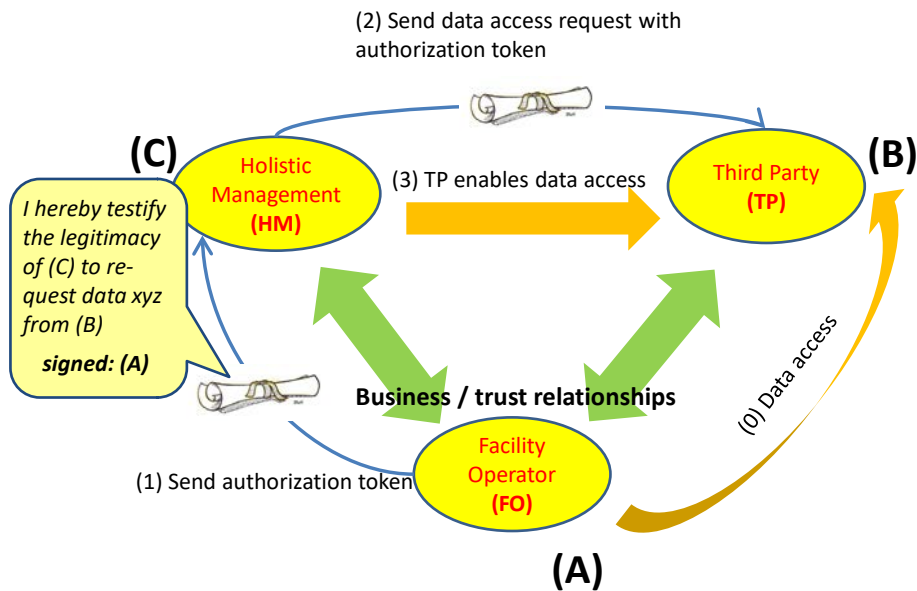 (2) Send data access request with
authorization token
(C)
(B)
Holistic
Management
(HM)
Third Party
(TP)
(3) TP enables data access
I hereby testify
the legitimacy
of (C) to re-
quest data xyz
from (B)
signed: (A)
(0) Data access
Business / trust relationships
Facility
Operator
(FO)
(1) Send authorization token
(A)